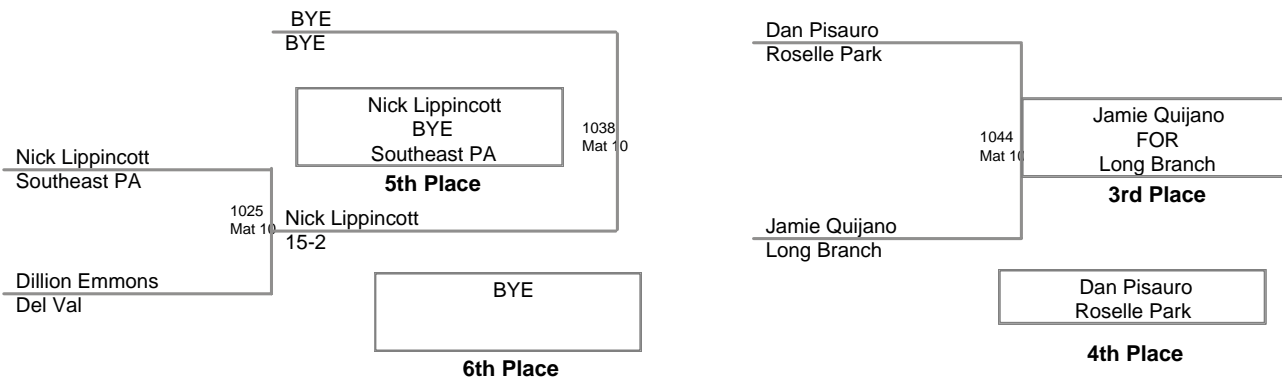 BYE
BYE
Nick Lippincott
BYE
Southeast PA
5th Place
1038
Mat 10
Nick Lippincott
Southeast PA
1025
Mat 10
Nick Lippincott
15-2
Dillion Emmons
Del Val
BYE
6th Place
Dan Pisauro
Roselle Park
1044
Mat 10
Jamie Quijano
FOR
Long Branch
3rd Place
Jamie Quijano
Long Branch
Dan Pisauro
Roselle Park
4th Place